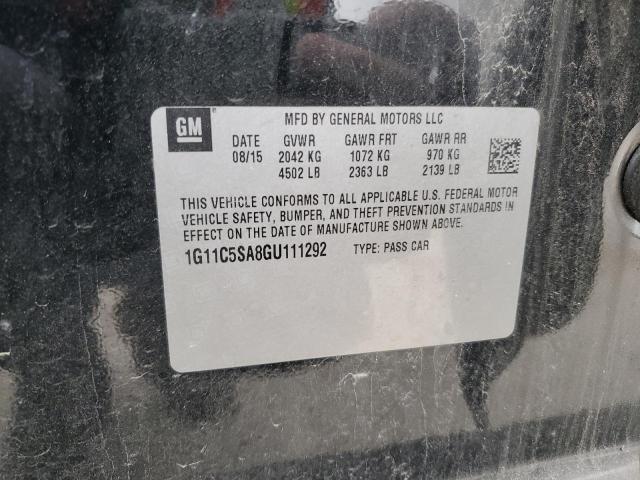 GM
MFD BY GENERAL MOTORS LLC
DATE GVWR GAWR FRT GAWR RR
08/15 2042 KG 1072 KG 970 KG
4502 LB 2363 LB 2139 LB
THIS VEHICLE CONFORMS TO ALL APPLICABLE U.S. FEDERAL MOTOR
VEHICLE SAFETY, BUMPER, AND THEFT PREVENTION STANDARDS IN
EFFECT ON THE DATE OF MANUFACTURE SHOWN ABOVE.
1G11C5SA8GU111292 TYPE: PASS CAR